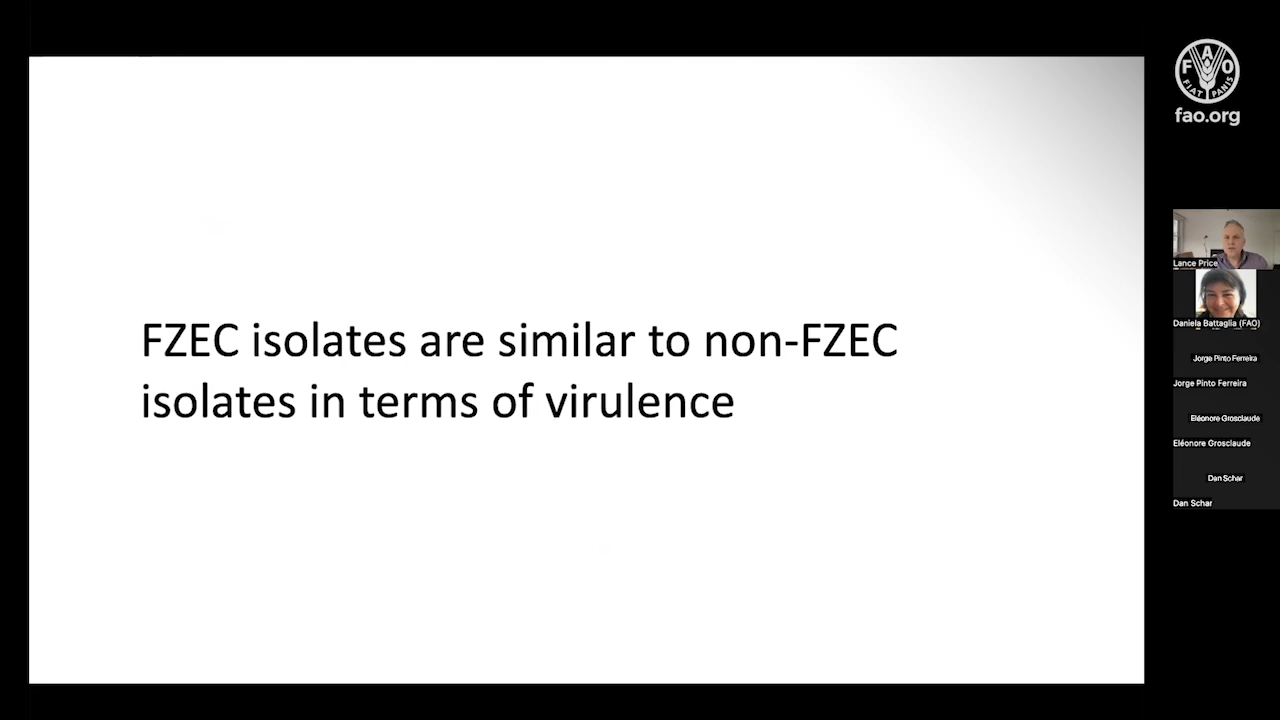 FZEC isolates are similar to non-FZEC
isolates in terms of virulence
F A O
FIAT PANIS
fao.org
Lance Price
Daniela Battaglia (FAO)
Jorge Pinto Ferreira
Jorge Pinto Ferreira
Eléonore Grosclaude
Eléonore Grosclaude
Dan Schar
Dan Schar